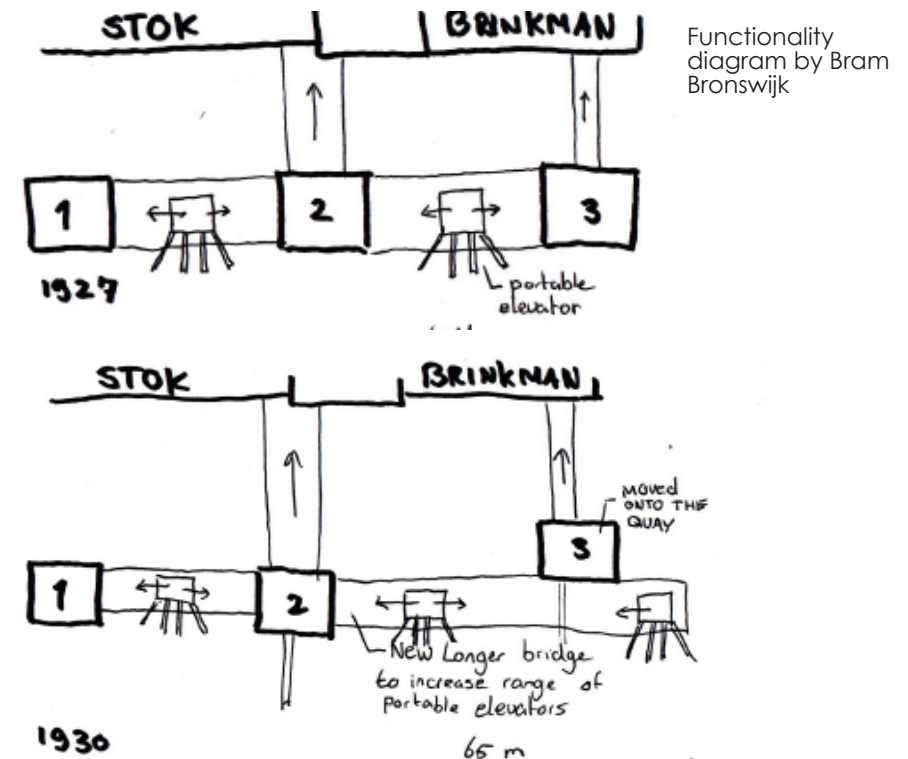 STOK
BRINKMAN
Functionality
diagram by Bram
Bronswijk
1
2
3
portable
elevator
1927
STOK
BRINKMAN
MOVED
ONTO THE
QUAY
3
1
2
New Longer bridge
to increase range of
Portable elevators
1930
65 m